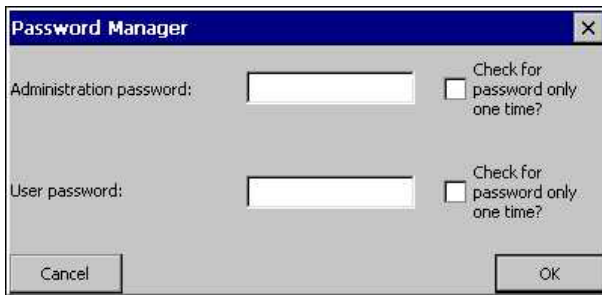 Password Manager
Administration password:
Check for
password only
one time?
User password:
Check for
password only
one time?
Cancel
OK